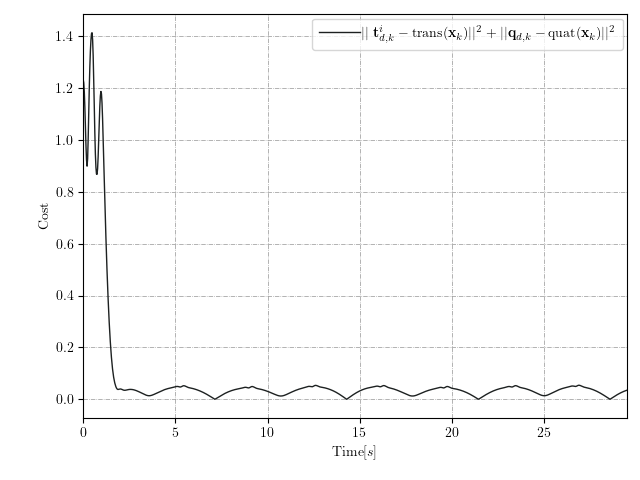 || t^i_{d,k} − trans(x_k)||^2 + ||q_{d,k} − quat(x_k)||^2
1.4
1.2
1.0
0.8
0.6
0.4
0.2
0.0
Cost
0 5 10 15 20 25
Time[s]